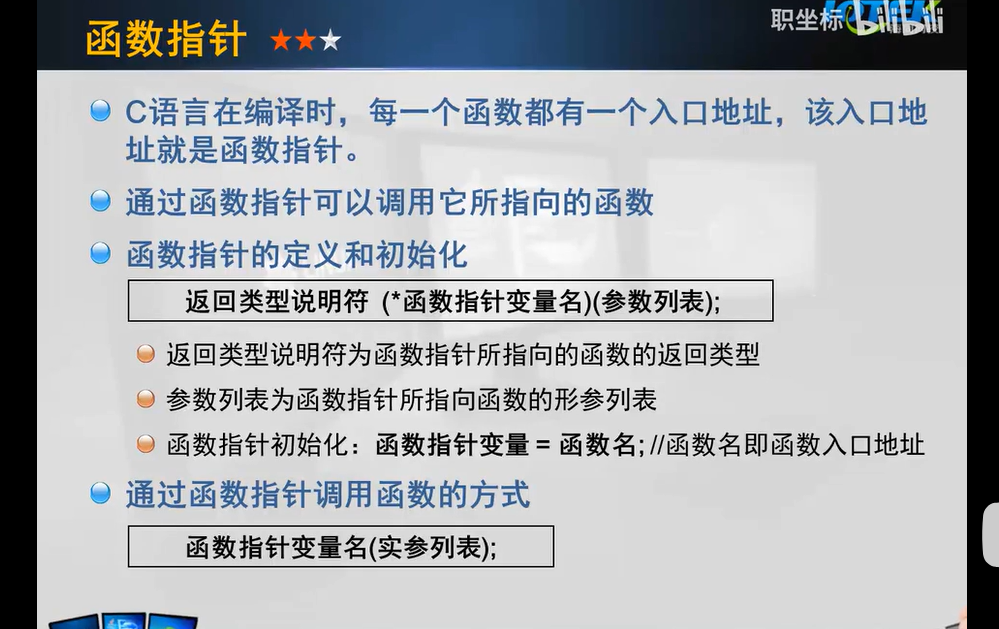 职坐标
bilibili
函数指针
C语言在编译时，每一个函数都有一个入口地址，该入口地
址就是函数指针。
通过函数指针可以调用它所指向的函数
函数指针的定义和初始化
返回类型说明符 (*函数指针变量名)(参数列表);
返回类型说明符为函数指针所指向的函数的返回类型
参数列表为函数指针所指向函数的形参列表
函数指针初始化：函数指针变量 = 函数名; //函数名即函数入口地址
通过函数指针调用函数的方式
函数指针变量名(实参列表);